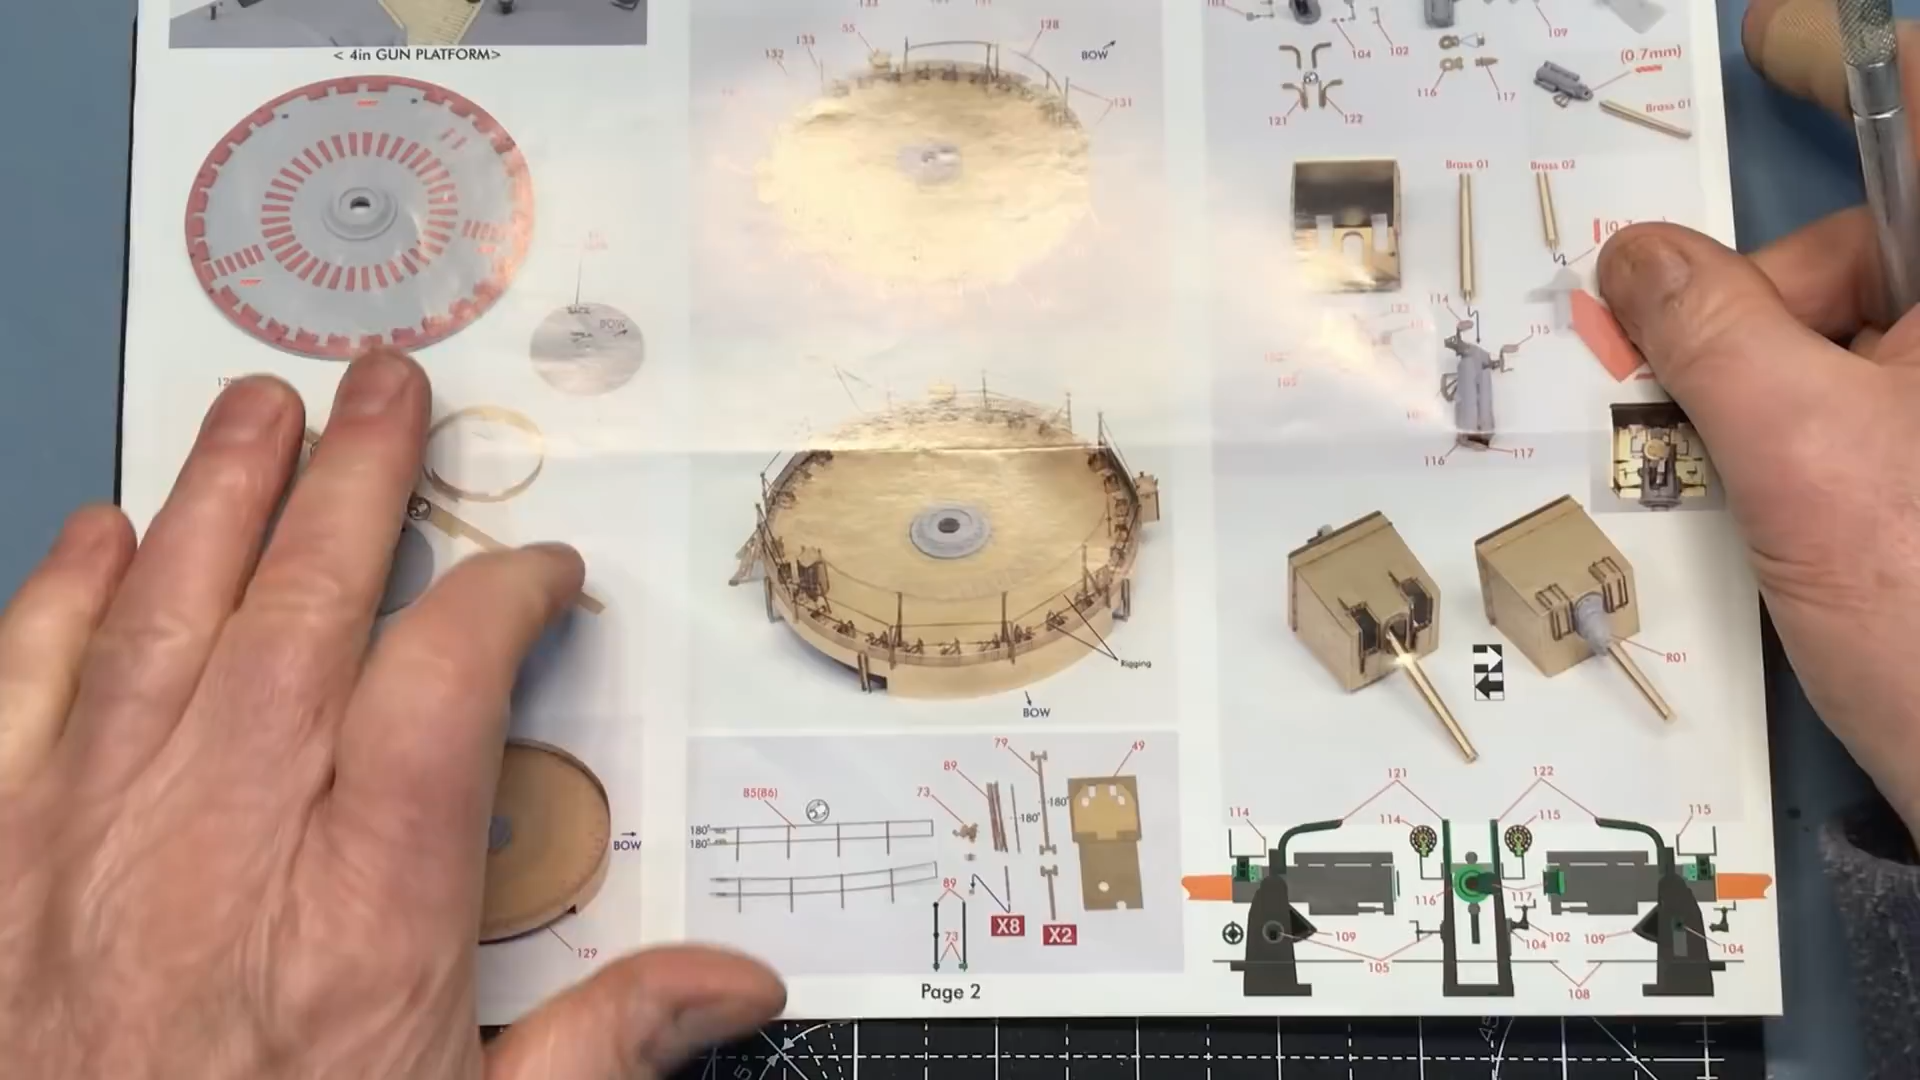 < 4in GUN PLATFORM>
132
133
55
128
BOW
131
104
102
109
116
117
121
122
(0.7mm)
Brass 01
Brass 01
Brass 02
BACK
BOW
114
115
116
117
Rigging
BOW
R01
BOW
129
85(86)
180°
180°
73
89
79
49
180°
180°
89
73
X8
X2
Page 2
121
122
114
114
115
115
116
117
109
105
104
102
109
104
108